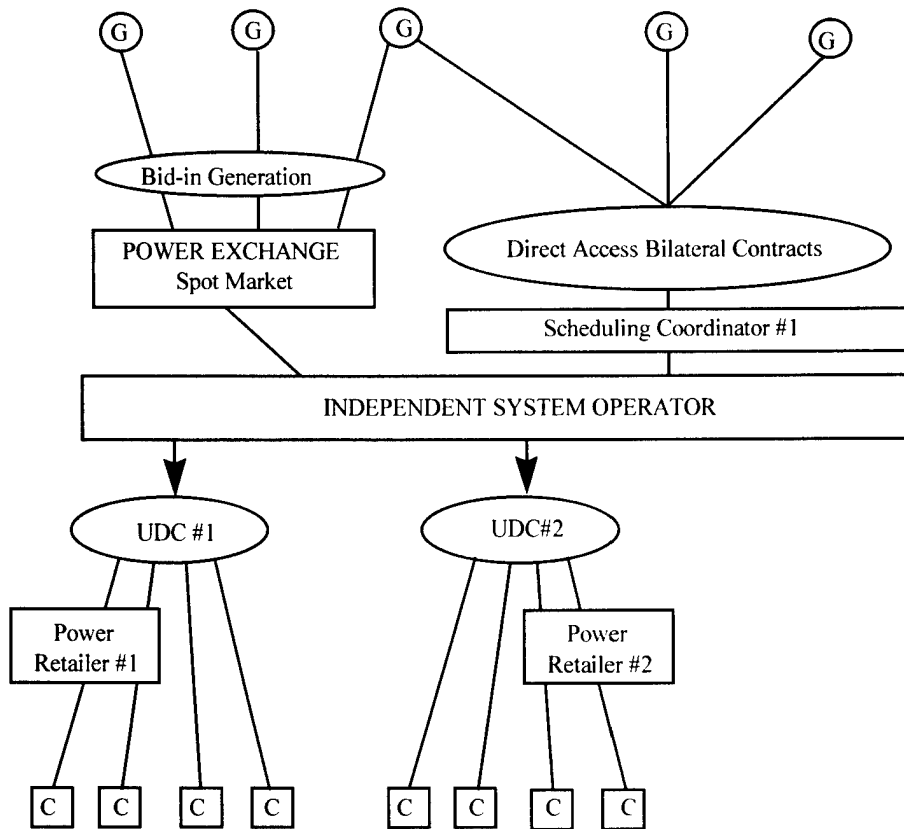 G G G G G
Bid-in Generation
POWER EXCHANGE
Spot Market
Direct Access Bilateral Contracts
Scheduling Coordinator #1
INDEPENDENT SYSTEM OPERATOR
UDC #1
UDC#2
Power
Retailer #1
Power
Retailer #2
C C C C C C C C